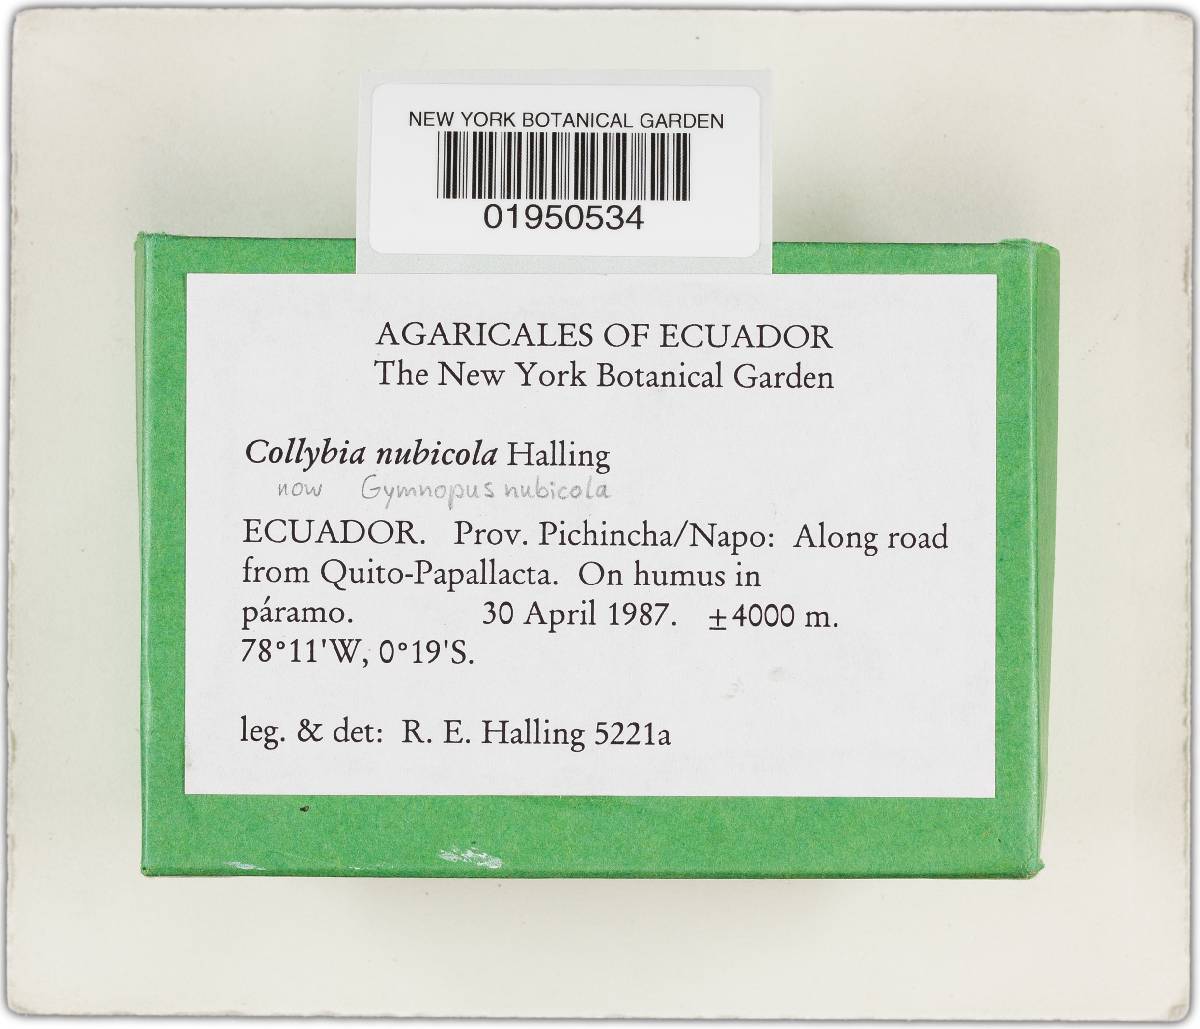 NEW YORK BOTANICAL GARDEN
01950534
AGARICALES OF ECUADOR
The New York Botanical Garden
Collybia nubicola Halling
now Gymnopus nubicola
ECUADOR. Prov. Pichincha/Napo: Along road
from Quito-Papallacta. On humus in
páramo. 30 April 1987. ±4000 m.
78°11'W, 0°19'S.
leg. & det: R. E. Halling 5221a